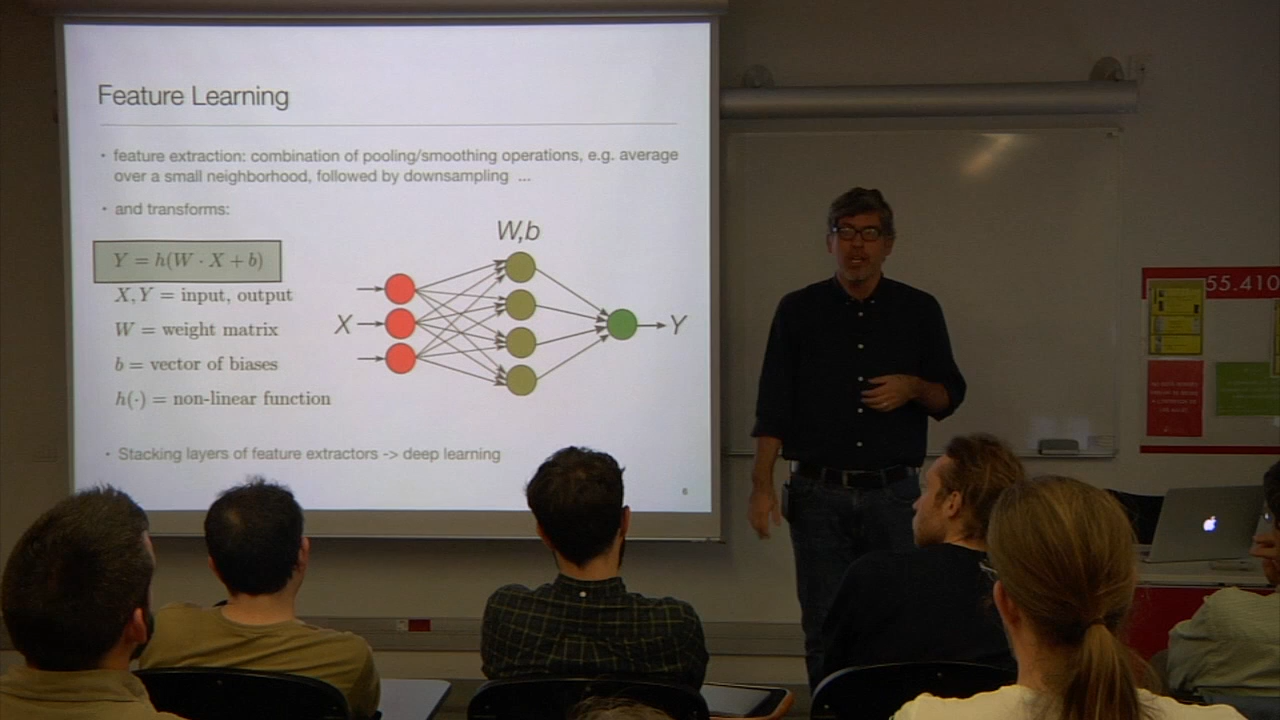 Feature Learning
• feature extraction: combination of pooling/smoothing operations, e.g. average
over a small neighborhood, followed by downsampling ...
• and transforms:
Y = h(W · X + b)
X, Y = input, output
W = weight matrix
b = vector of biases
h(·) = non-linear function
W,b
X
Y
• Stacking layers of feature extractors -> deep learning
6
55.410